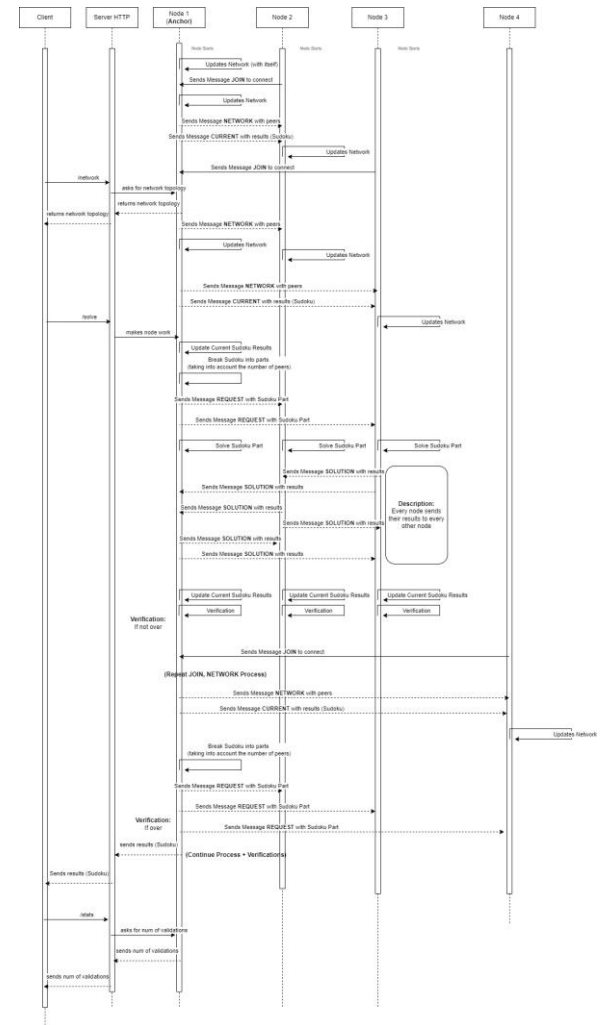 Client
Server HTTP
Node 1
(Anchor)
Node 2
Node 3
Node 4
Node Starts
Node Starts
Node Starts
Updates Network (with itself)
Sends Message JOIN to connect
Updates Network
Sends Message NETWORK with peers
Sends Message CURRENT with results (Sudoku)
Updates Network
Sends Message JOIN to connect
/network
asks for network topology
returns network topology
returns network topology
Sends Message NETWORK with peers
Updates Network
Updates Network
Sends Message NETWORK with peers
Sends Message CURRENT with results (Sudoku)
/solve
Updates Network
makes node work
Update Current Sudoku Results
Break Sudoku into parts
(taking into account the number of peers)
Sends Message REQUEST with Sudoku Part
Sends Message REQUEST with Sudoku Part
Solve Sudoku Part
Solve Sudoku Part
Solve Sudoku Part
Sends Message SOLUTION with results
Sends Message SOLUTION with results
Sends Message SOLUTION with results
Sends Message SOLUTION with results
Sends Message SOLUTION with results
Sends Message SOLUTION with results
Description:
Every node sends
their results to every
other node
Update Current Sudoku Results
Update Current Sudoku Results
Update Current Sudoku Results
Verification
Verification
Verification
Verification:
If not over
Sends Message JOIN to connect
(Repeat JOIN, NETWORK Process)
Sends Message NETWORK with peers
Sends Message CURRENT with results (Sudoku)
Updates Network
Break Sudoku into parts
(taking into account the number of peers)
Sends Message REQUEST with Sudoku Part
Sends Message REQUEST with Sudoku Part
Verification:
If over
Sends Message REQUEST with Sudoku Part
sends results (Sudoku)
(Continue Process + Verifications)
Sends results (Sudoku)
/stats
asks for num of validations
sends num of validations
sends num of validations